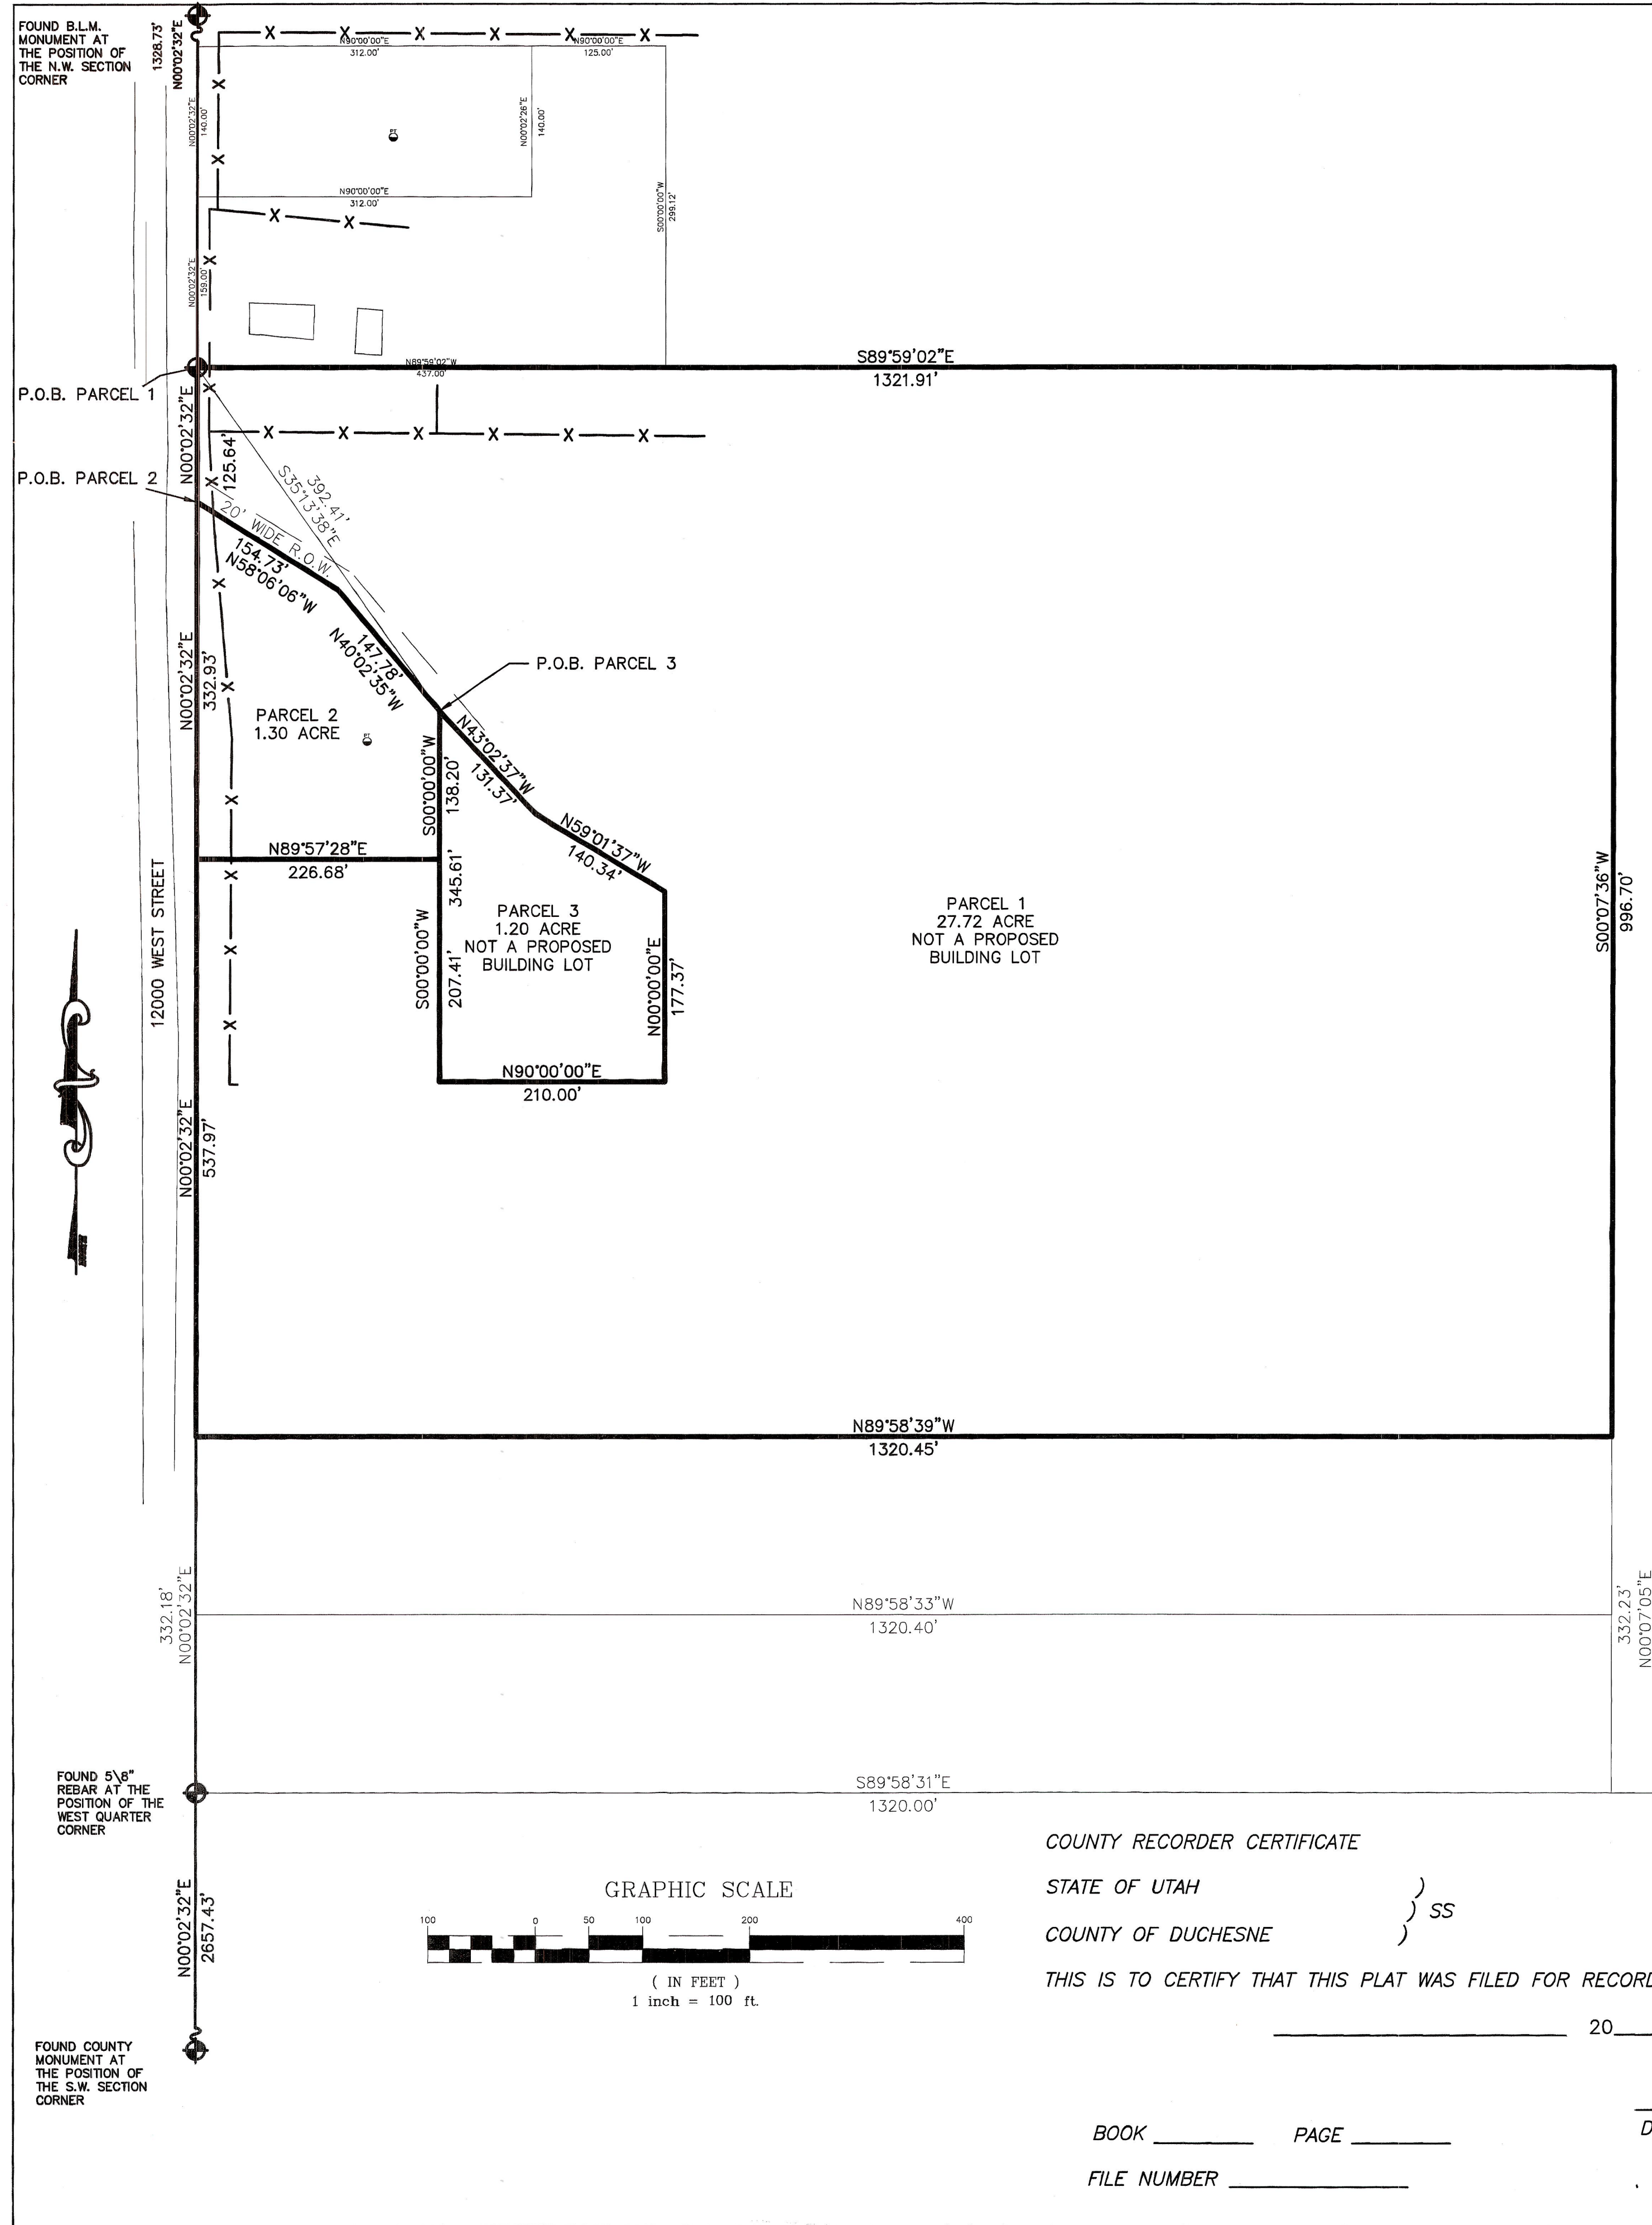 FOUND B.L.M.
MONUMENT AT
THE POSITION OF
THE N.W. SECTION
CORNER
1328.73'
N00°02'32"E
N90°00'00"E
312.00'
N90°00'00"E
125.00'
N00°02'32"E
140.00'
PT
N00°02'26"E
140.00'
N90°00'00"E
312.00'
S00°00'00"W
299.12'
N00°02'32"E
159.00'
N89°59'02"W
437.00'
S89°59'02"E
1321.91'
P.O.B. PARCEL 1
N00°02'32"E
125.64'
P.O.B. PARCEL 2
392.41'
S35°13'38"E
20' WIDE R.O.W.
154.73'
N58°06'06"W
147.78'
N40°02'35"W
P.O.B. PARCEL 3
N00°02'32"E
332.93'
PARCEL 2
1.30 ACRE
PT
S00°00'00"W
138.20'
N43°02'37"W
131.37'
N59°01'37"W
140.34'
N89°57'28"E
226.68'
345.61'
12000 WEST STREET
S00°00'00"W
207.41'
PARCEL 3
1.20 ACRE
NOT A PROPOSED
BUILDING LOT
N00°00'00"E
177.37'
PARCEL 1
27.72 ACRE
NOT A PROPOSED
BUILDING LOT
S00°07'36"W
996.70'
N90°00'00"E
210.00'
N00°02'32"E
537.97'
N89°58'39"W
1320.45'
332.18'
N00°02'32"E
N89°58'33"W
1320.40'
332.23'
N00°07'05"E
FOUND 5\8"
REBAR AT THE
POSITION OF THE
WEST QUARTER
CORNER
S89°58'31"E
1320.00'
N00°02'32"E
2657.43'
GRAPHIC SCALE
100 0 50 100 200 400
( IN FEET )
1 inch = 100 ft.
FOUND COUNTY
MONUMENT AT
THE POSITION OF
THE S.W. SECTION
CORNER
COUNTY RECORDER CERTIFICATE
STATE OF UTAH )
) SS
COUNTY OF DUCHESNE )
THIS IS TO CERTIFY THAT THIS PLAT WAS FILED FOR RECORD
20
BOOK PAGE
D
FILE NUMBER